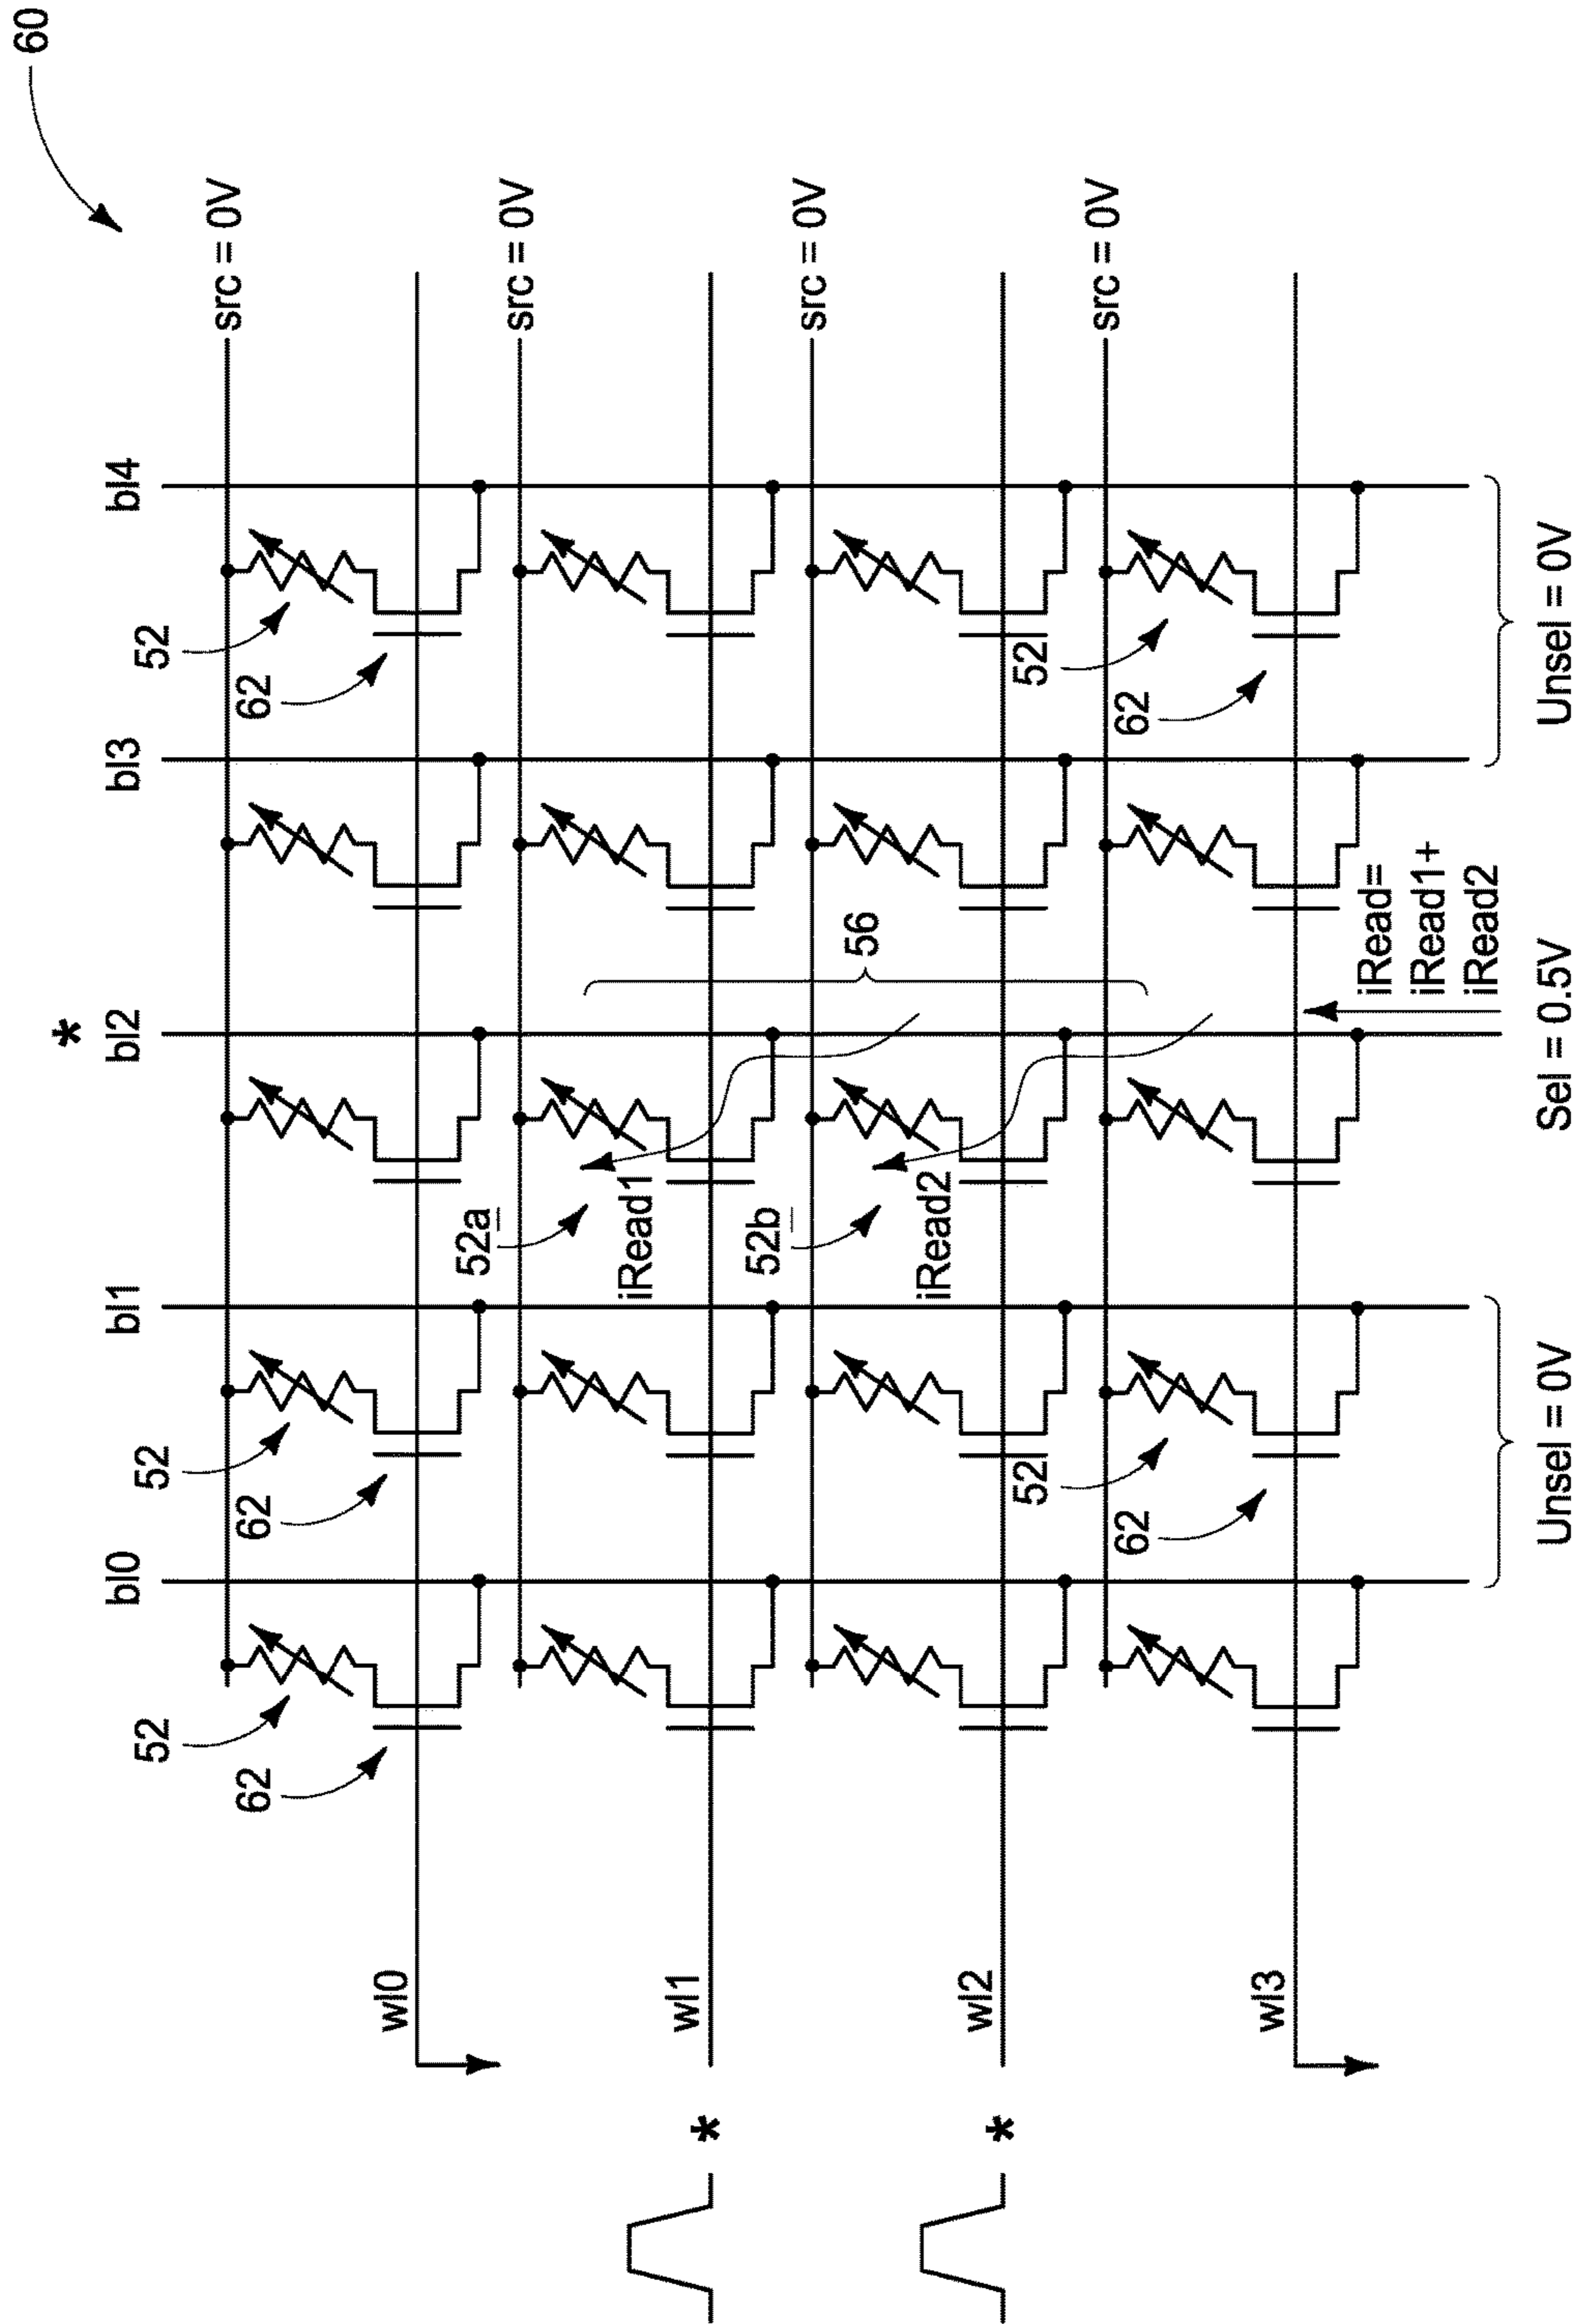 60
*
bl0
bl1
bl2
bl3
bl4
src = 0V
52
52
52
62
62
62
wl0
src = 0V
52a
iRead1
56
wl1
*
src = 0V
52b
iRead2
52
52
wl2
*
src = 0V
62
62
wl3
iRead=
iRead1+
iRead2
Unsel = 0V
Sel = 0.5V
Unsel = 0V